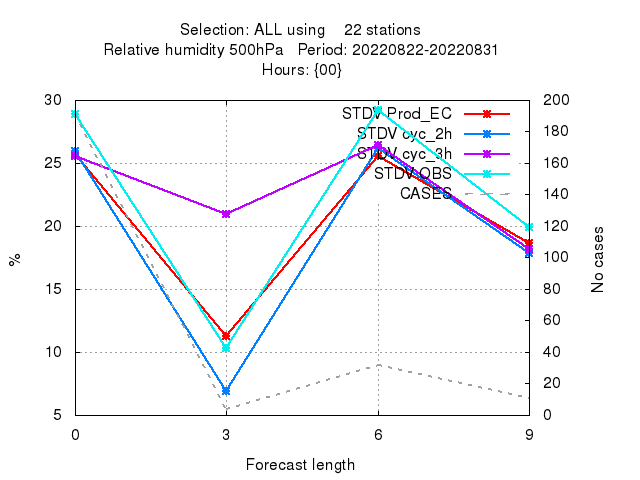 Selection: ALL using 22 stations
Relative humidity 500hPa Period: 20220822-20220831
Hours: {00}
STDV Prod_EC
STDV cyc_2h
STDV cyc_3h
STDV OBS
CASES
30
25
20
15
10
5
200
180
160
140
120
100
80
60
40
20
0
%
No cases
0 3 6 9
Forecast length